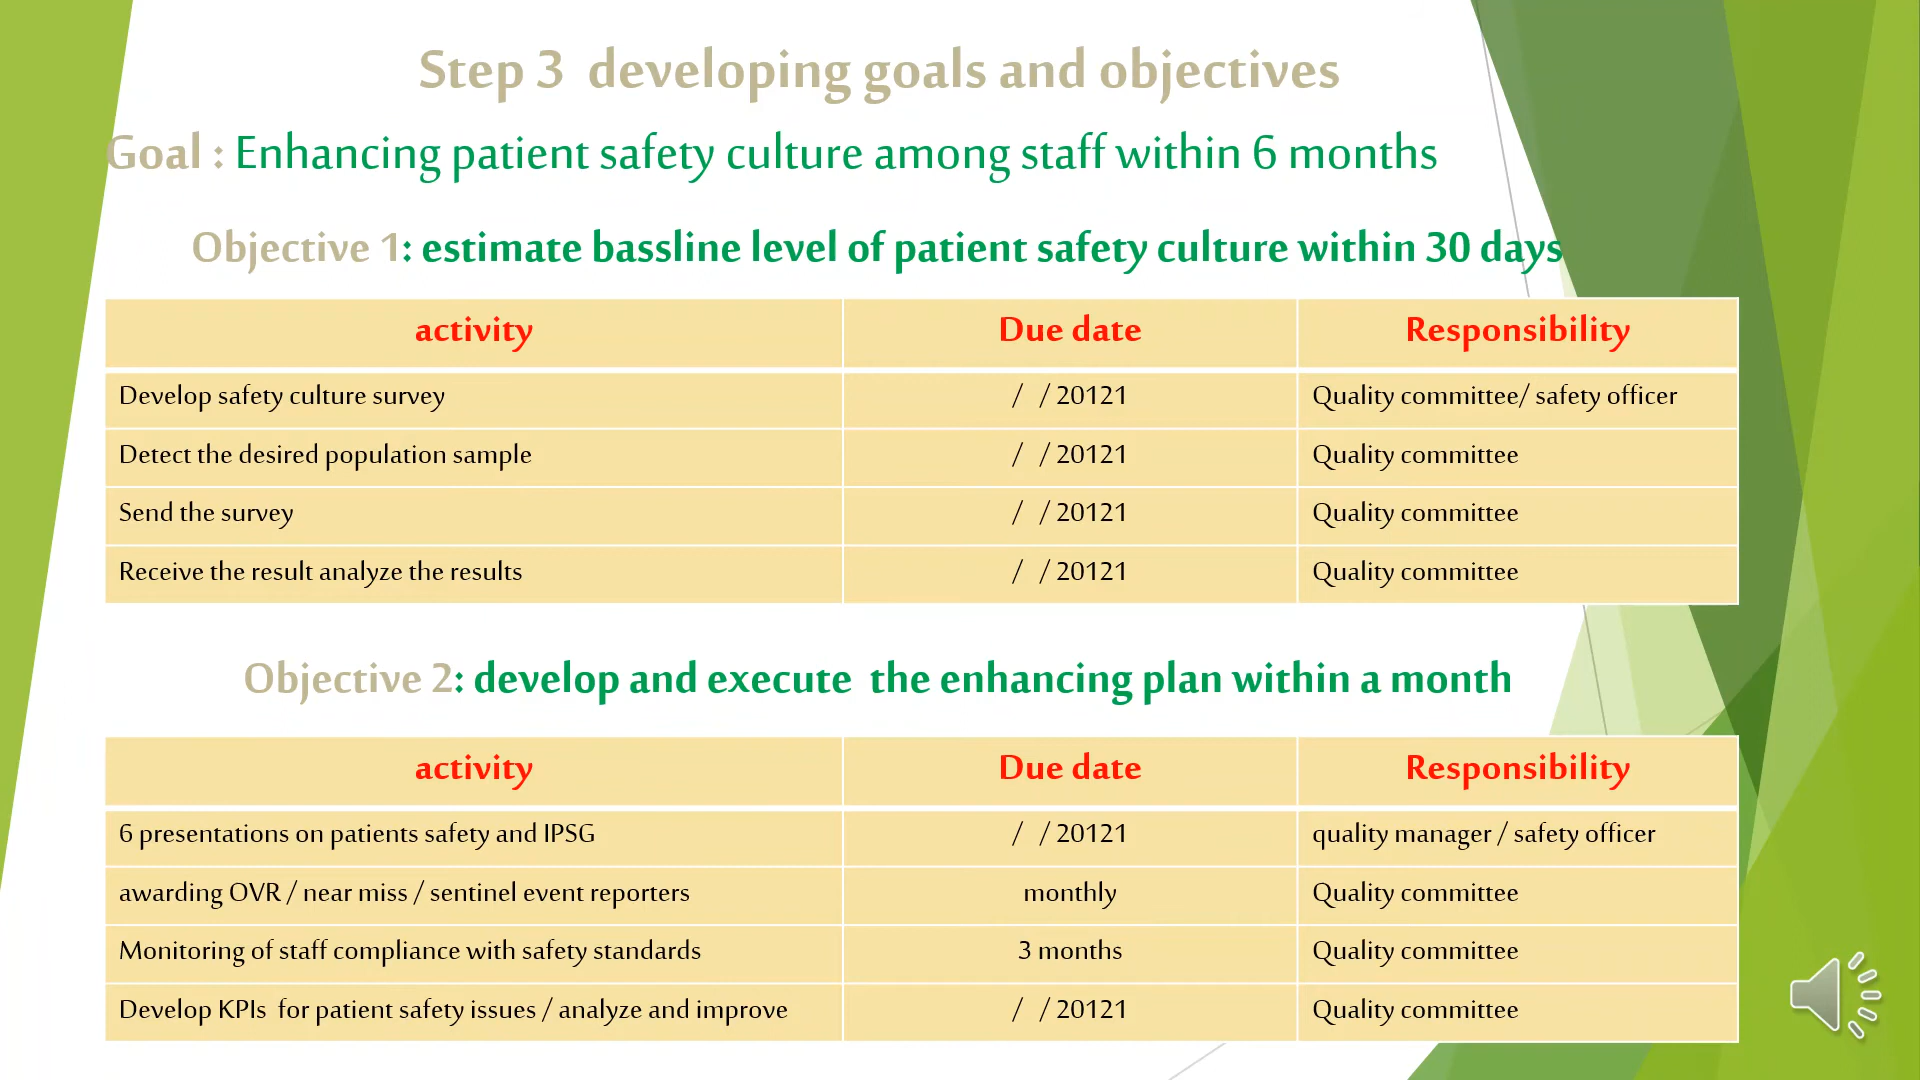 Step 3 developing goals and objectives
Goal : Enhancing patient safety culture among staff within 6 months
Objective 1: estimate bassline level of patient safety culture within 30 days
activity Due date Responsibility
Develop safety culture survey / / 20121 Quality committee/ safety officer
Detect the desired population sample / / 20121 Quality committee
Send the survey / / 20121 Quality committee
Receive the result analyze the results / / 20121 Quality committee
Objective 2: develop and execute the enhancing plan within a month
activity Due date Responsibility
6 presentations on patients safety and IPSG / / 20121 quality manager / safety officer
awarding OVR / near miss / sentinel event reporters monthly Quality committee
Monitoring of staff compliance with safety standards 3 months Quality committee
Develop KPIs for patient safety issues / analyze and improve / / 20121 Quality committee